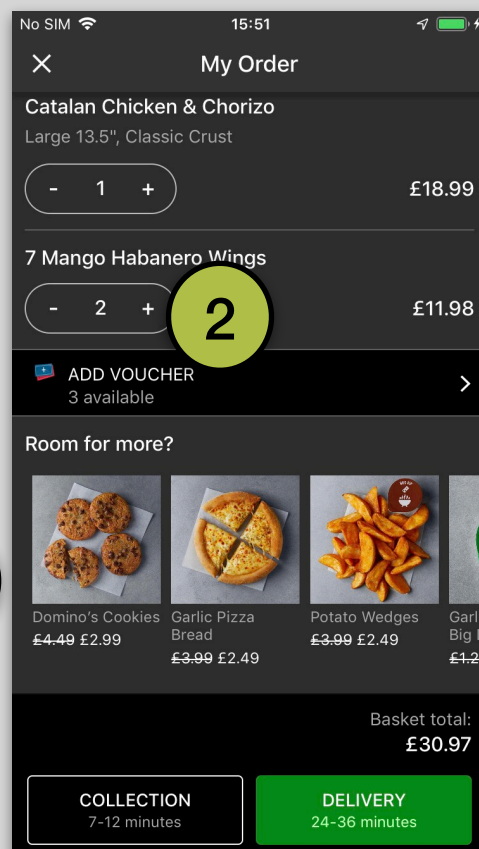 No SIM 15:51
My Order
Catalan Chicken & Chorizo
Large 13.5", Classic Crust
- 1 + £18.99
7 Mango Habanero Wings
- 2 + £11.98
2
ADD VOUCHER
3 available
Room for more?
Domino's Cookies
£4.49 £2.99
Garlic Pizza
Bread
£3.99 £2.49
Potato Wedges
£3.99 £2.49
Basket total:
£30.97
COLLECTION
7-12 minutes
DELIVERY
24-36 minutes